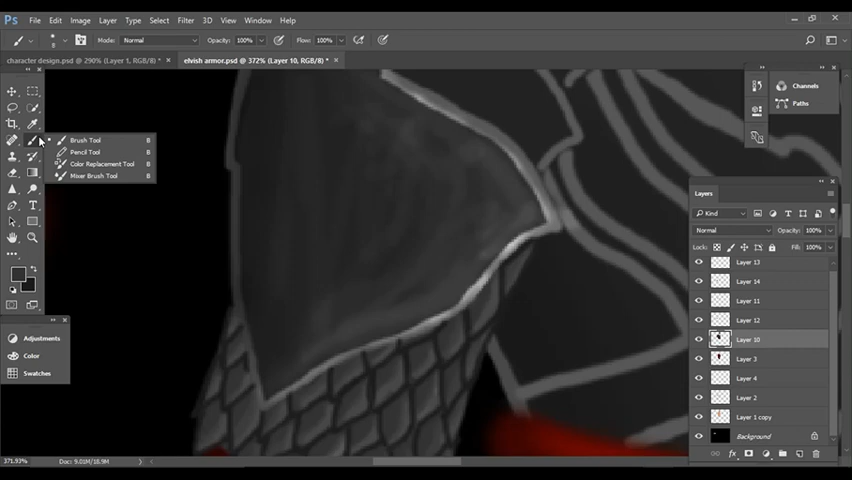 Ps File Edit Image Layer Type Select Filter 3D View Window Help
Mode: Normal Opacity: 100% Flow: 100%
character design.psd @ 290% (Layer 1, RGB/8) * × elvish armor.psd @ 372% (Layer 10, RGB/8) * ×
Channels
Paths
Brush Tool B
Pencil Tool B
Color Replacement Tool B
Mixer Brush Tool B
Layers
Kind
Normal Opacity: 100%
Lock: Fill: 100%
Layer 13
Layer 14
Layer 11
Layer 12
Layer 10
Layer 3
Layer 4
Layer 2
Layer 1 copy
Background
Adjustments
Color
Swatches
371.93% Doc: 9.01M/18.9M